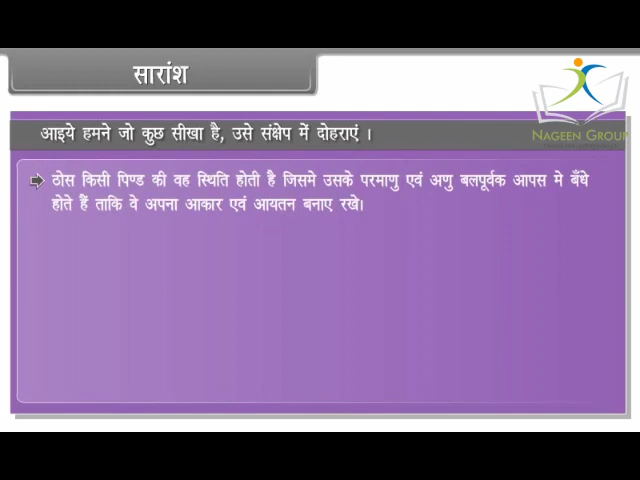 सारांश
NAGEEN GROUP
आइये हमने जो कुछ सीखा है, उसे संक्षेप में दोहराएं ।
ठोस किसी पिण्ड की वह स्थिति होती है जिसमे उसके परमाणु एवं अणु बलपूर्वक आपस मे बँधे
होते हैं ताकि वे अपना आकार एवं आयतन बनाए रखे।